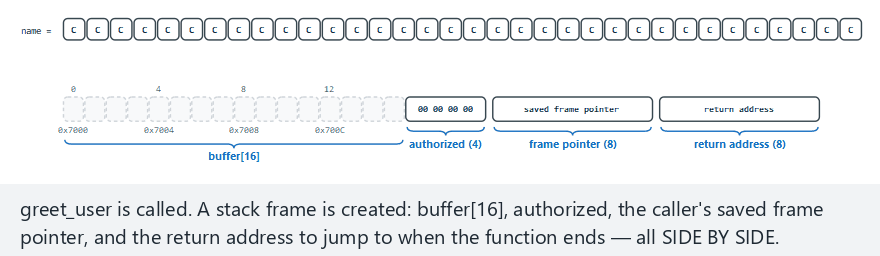 name = C C C C C C C C C C C C C C C C C C C C C C C C C C C C C C C C C C
0 4 8 12
00 00 00 00 saved frame pointer return address
0x7000 0x7004 0x7008 0x700C
authorized (4) frame pointer (8) return address (8)
buffer[16]
greet_user is called. A stack frame is created: buffer[16], authorized, the caller's saved frame
pointer, and the return address to jump to when the function ends — all SIDE BY SIDE.